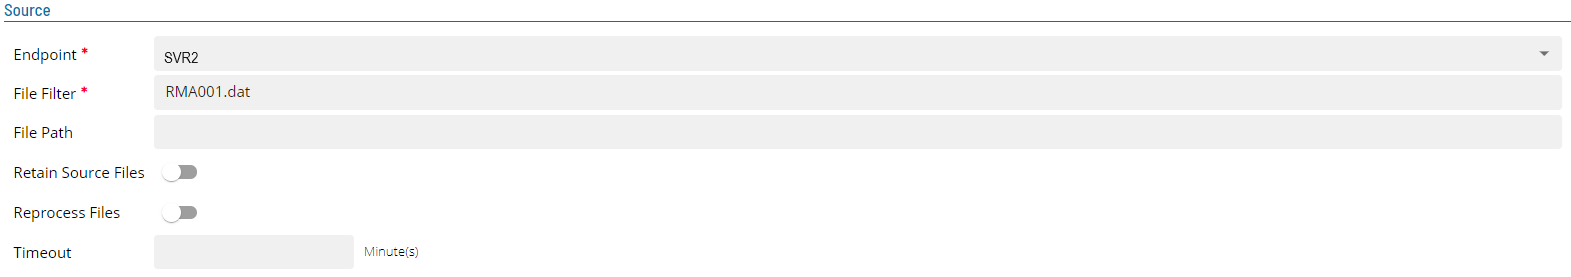 Source
Endpoint * SVR2
File Filter * RMA001.dat
File Path
Retain Source Files
Reprocess Files
Timeout Minute(s)